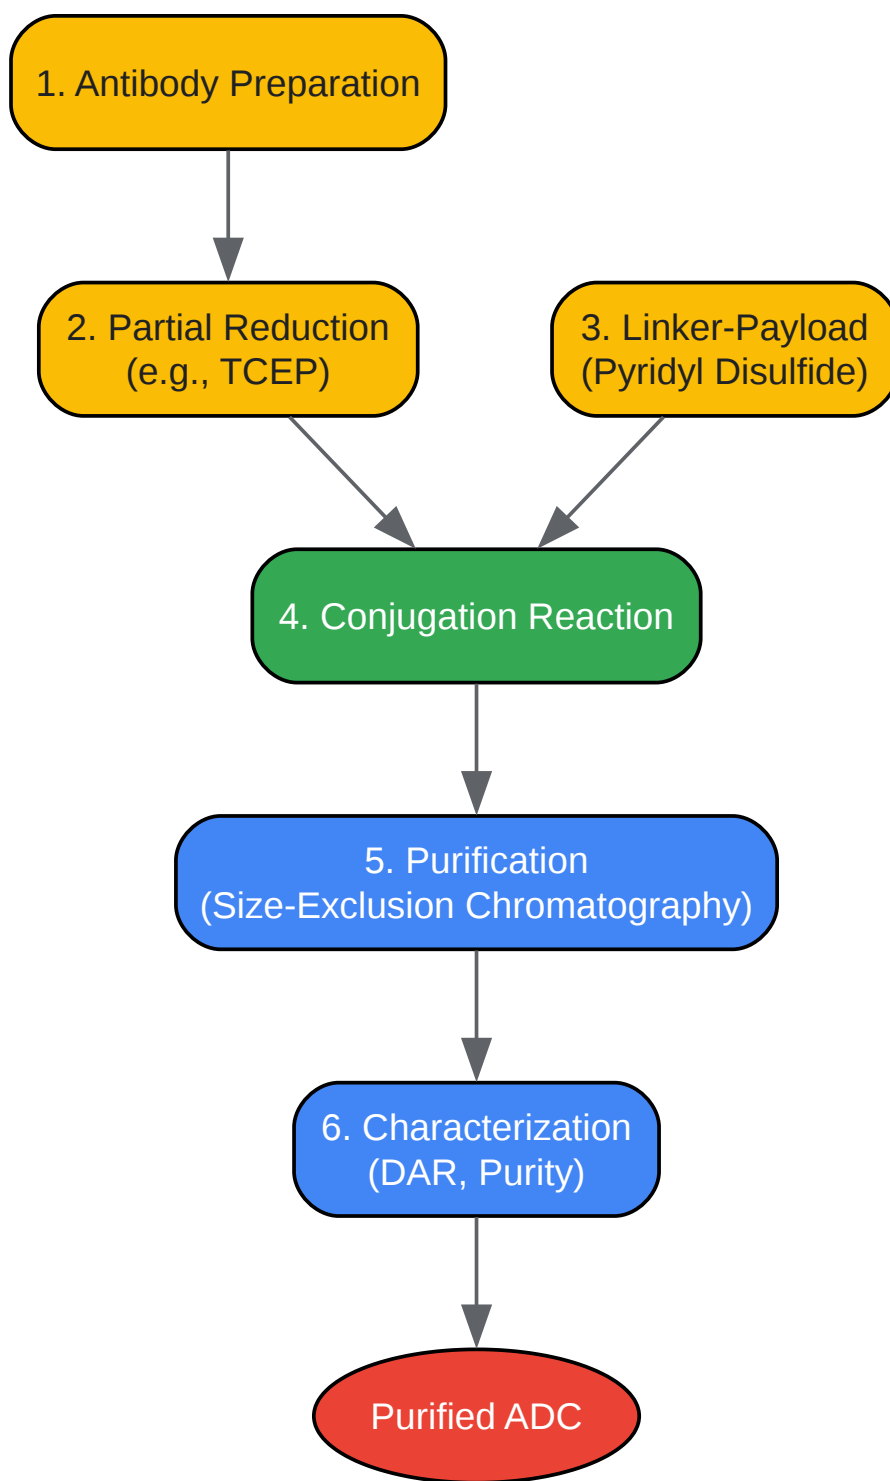 1. Antibody Preparation
2. Partial Reduction
(e.g., TCEP)
3. Linker-Payload
(Pyridyl Disulfide)
4. Conjugation Reaction
5. Purification
(Size-Exclusion Chromatography)
6. Characterization
(DAR, Purity)
Purified ADC